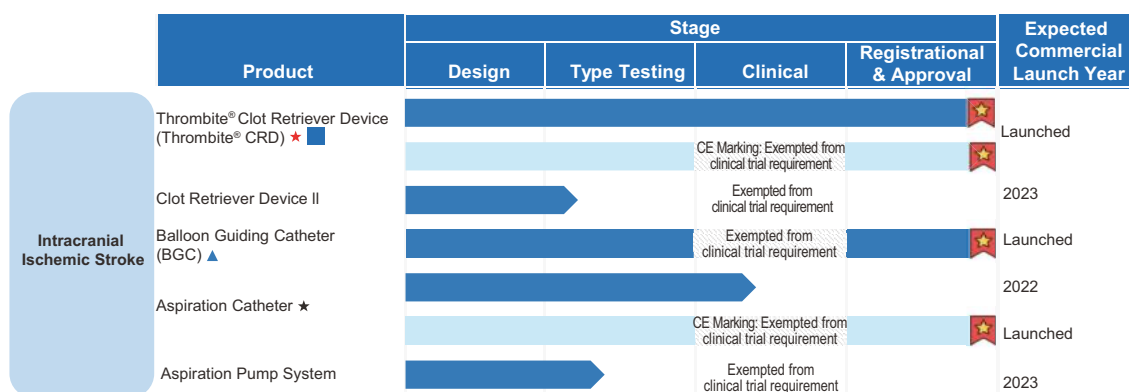 Product
Stage
Design
Type Testing
Clinical
Registrational
& Approval
Expected
Commercial
Launch Year
Intracranial
Ischemic Stroke
Thrombite® Clot Retriever Device
(Thrombite® CRD) ★
Launched
CE Marking: Exempted from
clinical trial requirement
Clot Retriever Device II
Exempted from
clinical trial requirement
2023
Balloon Guiding Catheter
(BGC) ▲
Exempted from
clinical trial requirement
Launched
Aspiration Catheter ★
2022
CE Marking: Exempted from
clinical trial requirement
Launched
Aspiration Pump System
Exempted from
clinical trial requirement
2023